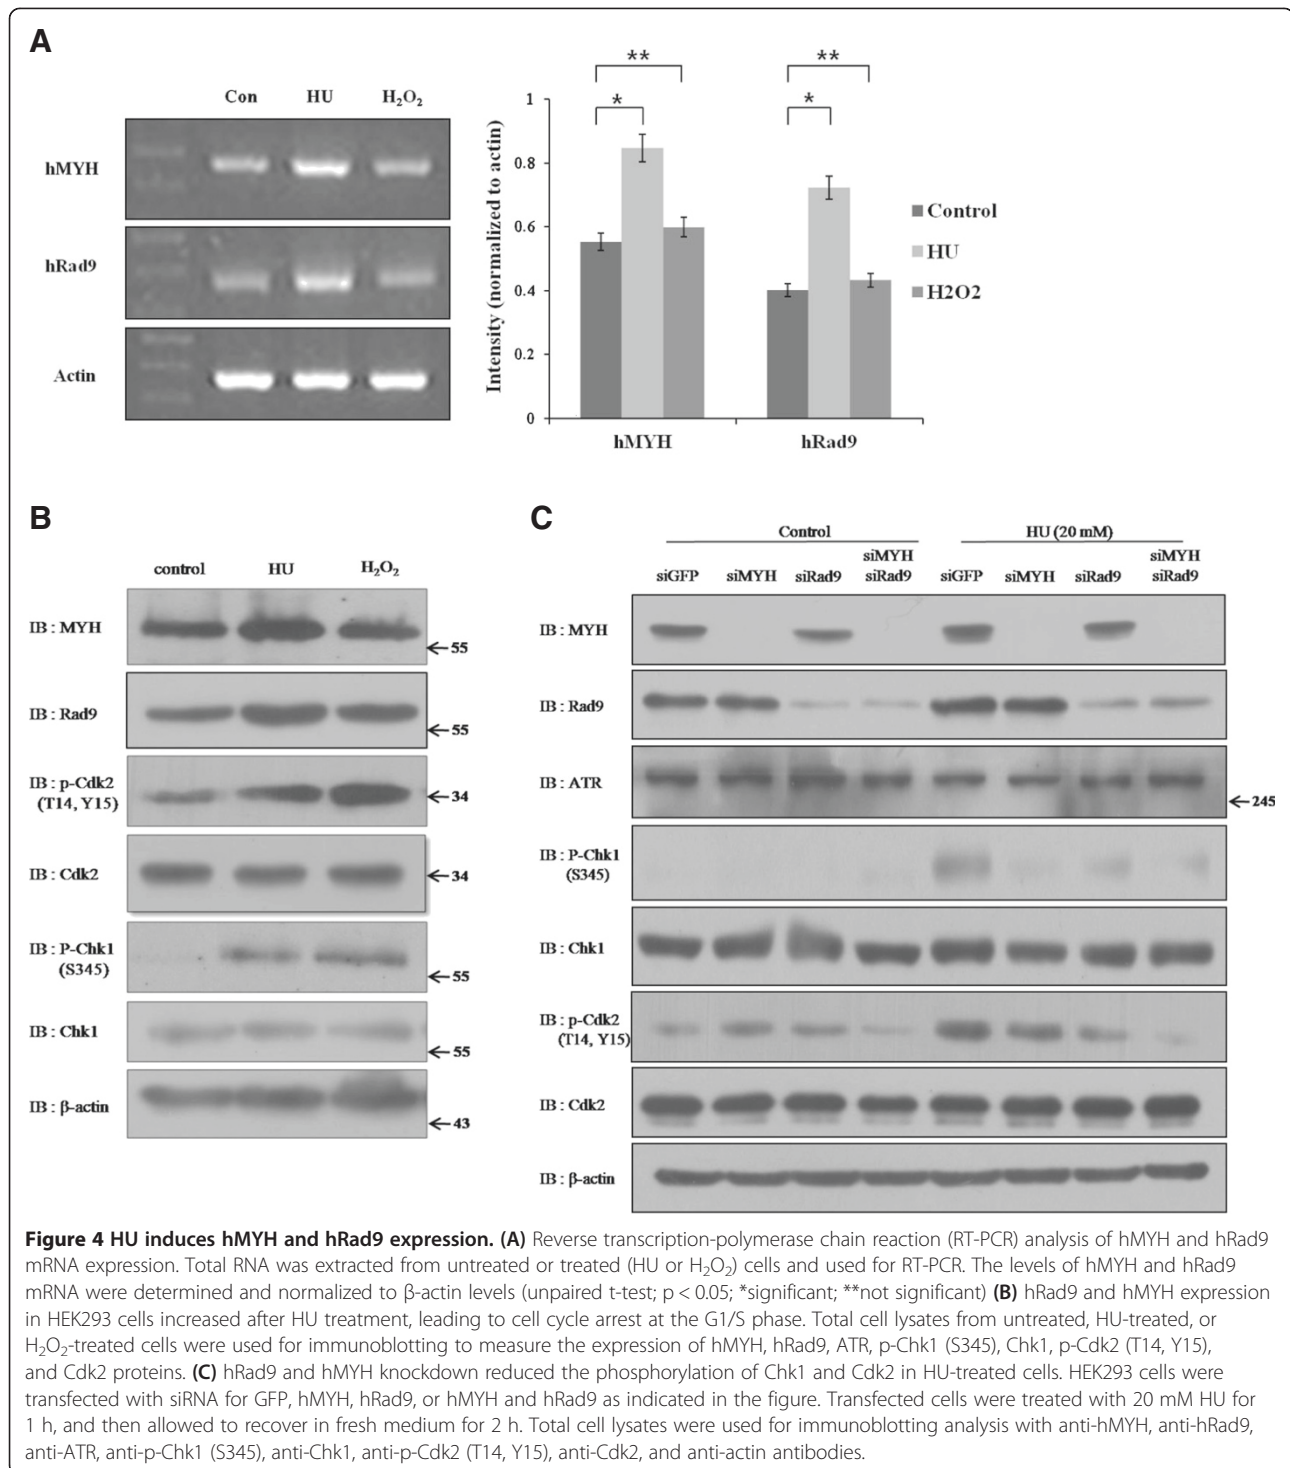 A
Con HU H₂O₂
hMYH
hRad9
Actin
** **
* *
Intensity (normalized to actin)
1
0.8
0.6
0.4
0.2
0
hMYH hRad9
Control
HU
H2O2
B
control HU H₂O₂
IB : MYH
55
IB : Rad9
55
IB : p-Cdk2
(T14, Y15)
34
IB : Cdk2
34
IB : P-Chk1
(S345)
55
IB : Chk1
55
IB : β-actin
43
C
Control HU (20 mM)
siGFP siMYH siRad9 siMYH siRad9 siGFP siMYH siRad9 siMYH siRad9
IB : MYH
IB : Rad9
IB : ATR
245
IB : P-Chk1
(S345)
IB : Chk1
IB : p-Cdk2
(T14, Y15)
IB : Cdk2
IB : β-actin
Figure 4 HU induces hMYH and hRad9 expression. (A) Reverse transcription-polymerase chain reaction (RT-PCR) analysis of hMYH and hRad9
mRNA expression. Total RNA was extracted from untreated or treated (HU or H₂O₂) cells and used for RT-PCR. The levels of hMYH and hRad9
mRNA were determined and normalized to β-actin levels (unpaired t-test; p < 0.05; *significant; **not significant) (B) hRad9 and hMYH expression
in HEK293 cells increased after HU treatment, leading to cell cycle arrest at the G1/S phase. Total cell lysates from untreated, HU-treated, or
H₂O₂-treated cells were used for immunoblotting to measure the expression of hMYH, hRad9, ATR, p-Chk1 (S345), Chk1, p-Cdk2 (T14, Y15),
and Cdk2 proteins. (C) hRad9 and hMYH knockdown reduced the phosphorylation of Chk1 and Cdk2 in HU-treated cells. HEK293 cells were
transfected with siRNA for GFP, hMYH, hRad9, or hMYH and hRad9 as indicated in the figure. Transfected cells were treated with 20 mM HU for
1 h, and then allowed to recover in fresh medium for 2 h. Total cell lysates were used for immunoblotting analysis with anti-hMYH, anti-hRad9,
anti-ATR, anti-p-Chk1 (S345), anti-Chk1, anti-p-Cdk2 (T14, Y15), anti-Cdk2, and anti-actin antibodies.